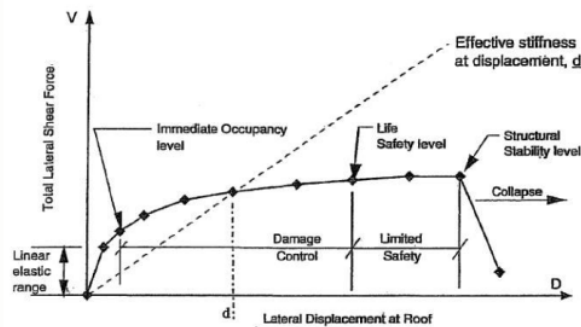 V
Total Lateral Shear Force
Effective stiffness
at displacement, d
Immediate Occupancy
level
Life
Safety level
Structural
Stability level
Collapse
Linear
elastic
range
Damage
Control
Limited
Safety
D
d
Lateral Displacement at Roof